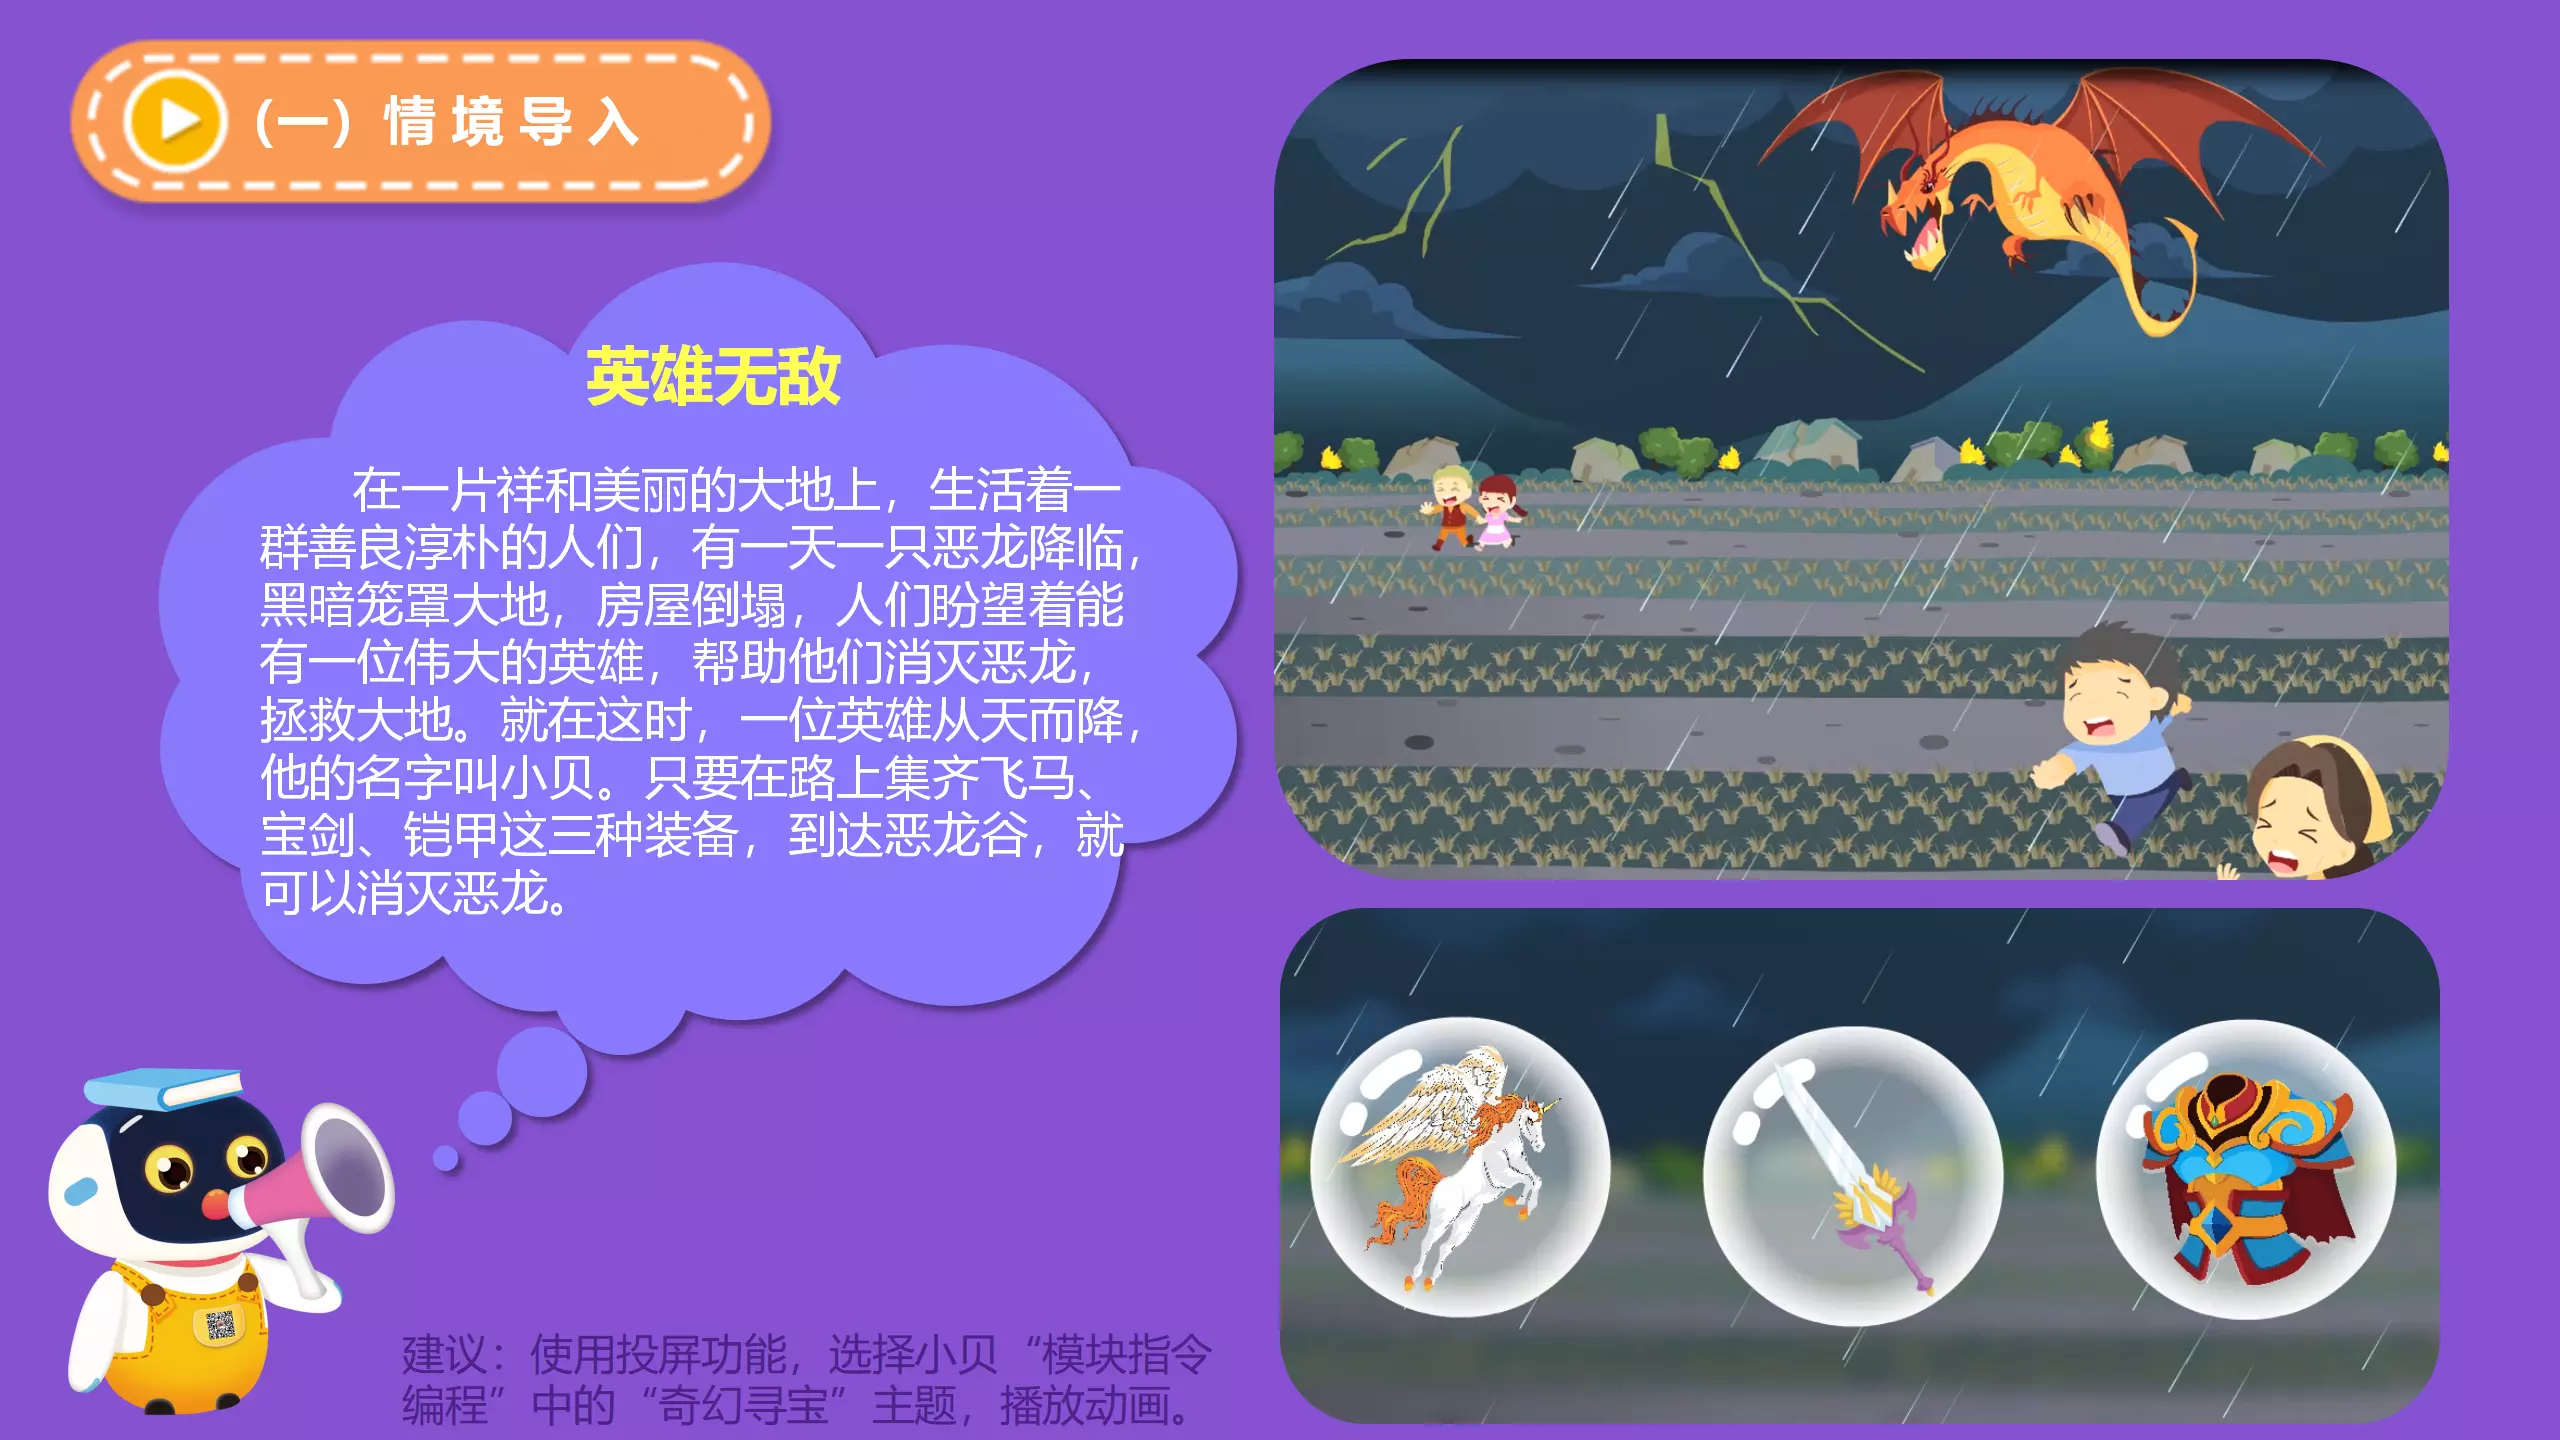 (一) 情境导入
英雄无敌
在一片祥和美丽的大地上，生活着一
群善良淳朴的人们，有一天一只恶龙降临，
黑暗笼罩大地，房屋倒塌，人们盼望着能
有一位伟大的英雄，帮助他们消灭恶龙，
拯救大地。就在这时，一位英雄从天而降，
他的名字叫小贝。只要在路上集齐飞马、
宝剑、铠甲这三种装备，到达恶龙谷，就
可以消灭恶龙。
建议：使用投屏功能，选择小贝“模块指令
编程”中的“奇幻寻宝”主题，播放动画。